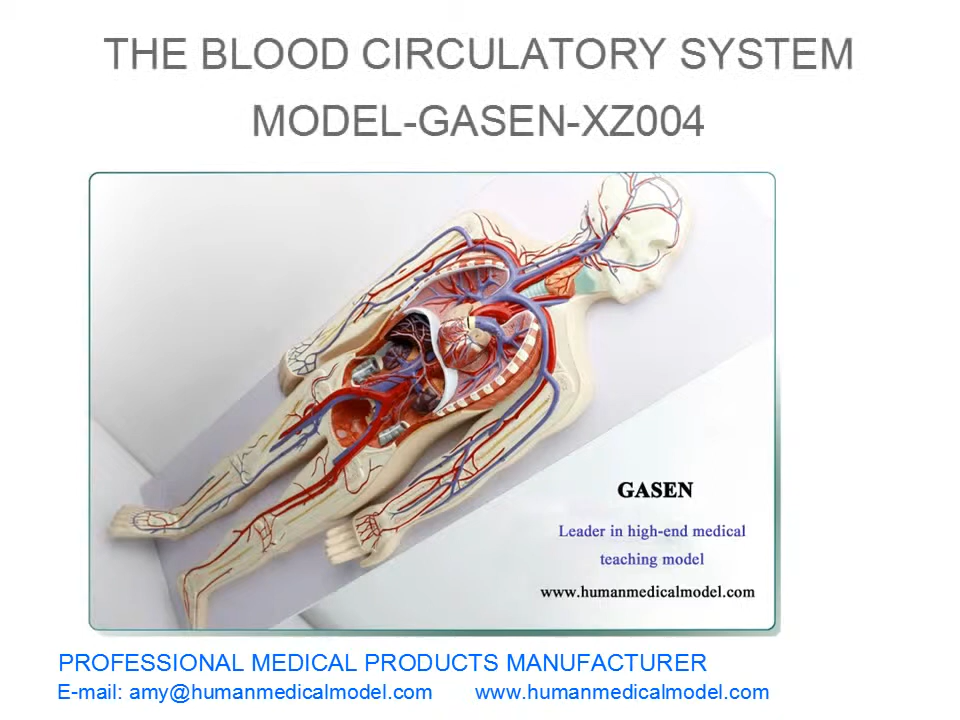 THE BLOOD CIRCULATORY SYSTEM
MODEL-GASEN-XZ004
GASEN
Leader in high-end medical
teaching model
www.humanmedicalmodel.com
PROFESSIONAL MEDICAL PRODUCTS MANUFACTURER
E-mail: amy@humanmedicalmodel.com www.humanmedicalmodel.com